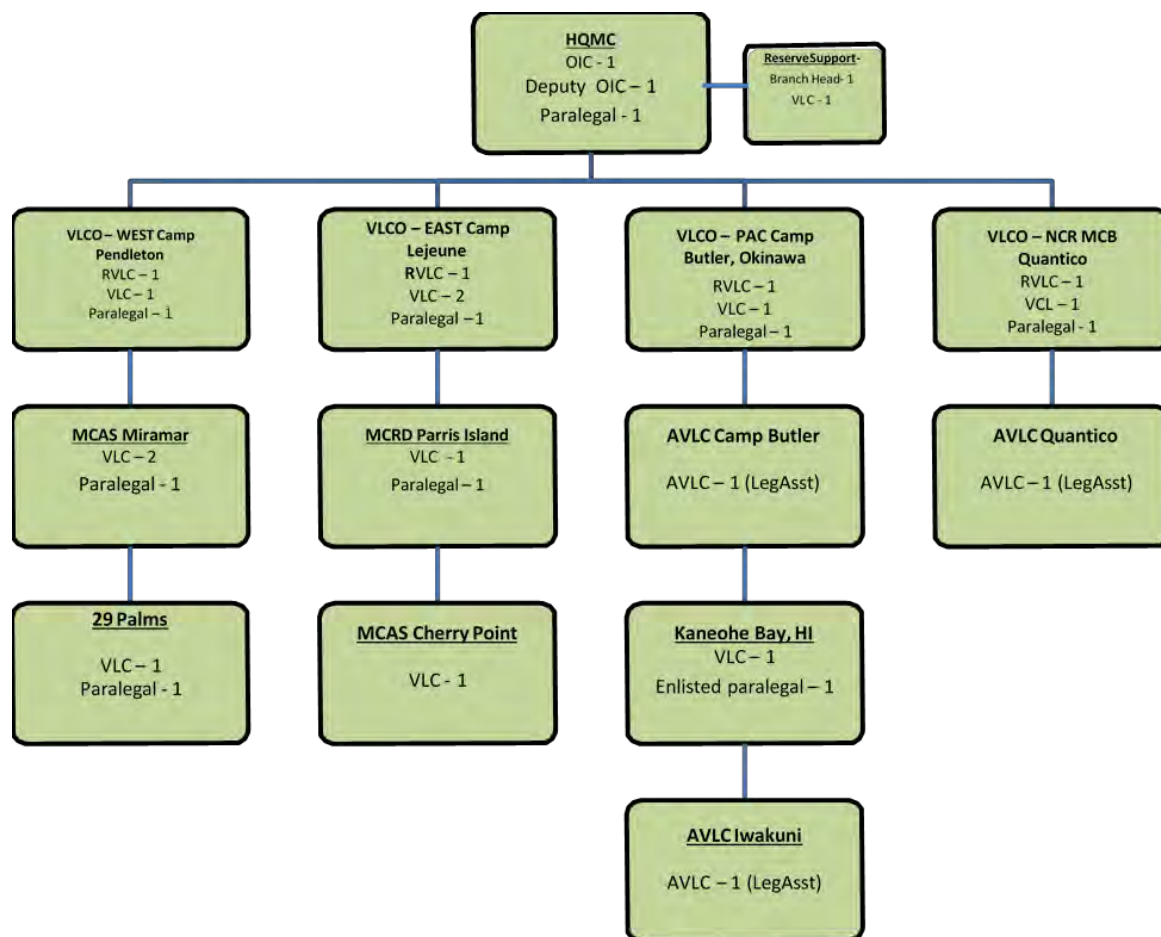 HQMC
OIC - 1
Deputy OIC – 1
Paralegal - 1
ReserveSupport-
Branch Head- 1
VLC - 1
VLCO – WEST Camp
Pendleton
RVLC – 1
VLC – 1
Paralegal – 1
VLCO – EAST Camp
Lejeune
RVLC – 1
VLC – 2
Paralegal – 1
VLCO – PAC Camp
Butler, Okinawa
RVLC – 1
VLC – 1
Paralegal – 1
VLCO – NCR MCB
Quantico
RVLC – 1
VCL – 1
Paralegal - 1
MCAS Miramar
VLC – 2
Paralegal - 1
MCRD Parris Island
VLC - 1
Paralegal – 1
AVLC Camp Butler
AVLC – 1 (LegAsst)
AVLC Quantico
AVLC – 1 (LegAsst)
29 Palms
VLC – 1
Paralegal - 1
MCAS Cherry Point
VLC - 1
Kaneohe Bay, HI
VLC – 1
Enlisted paralegal – 1
AVLC Iwakuni
AVLC – 1 (LegAsst)